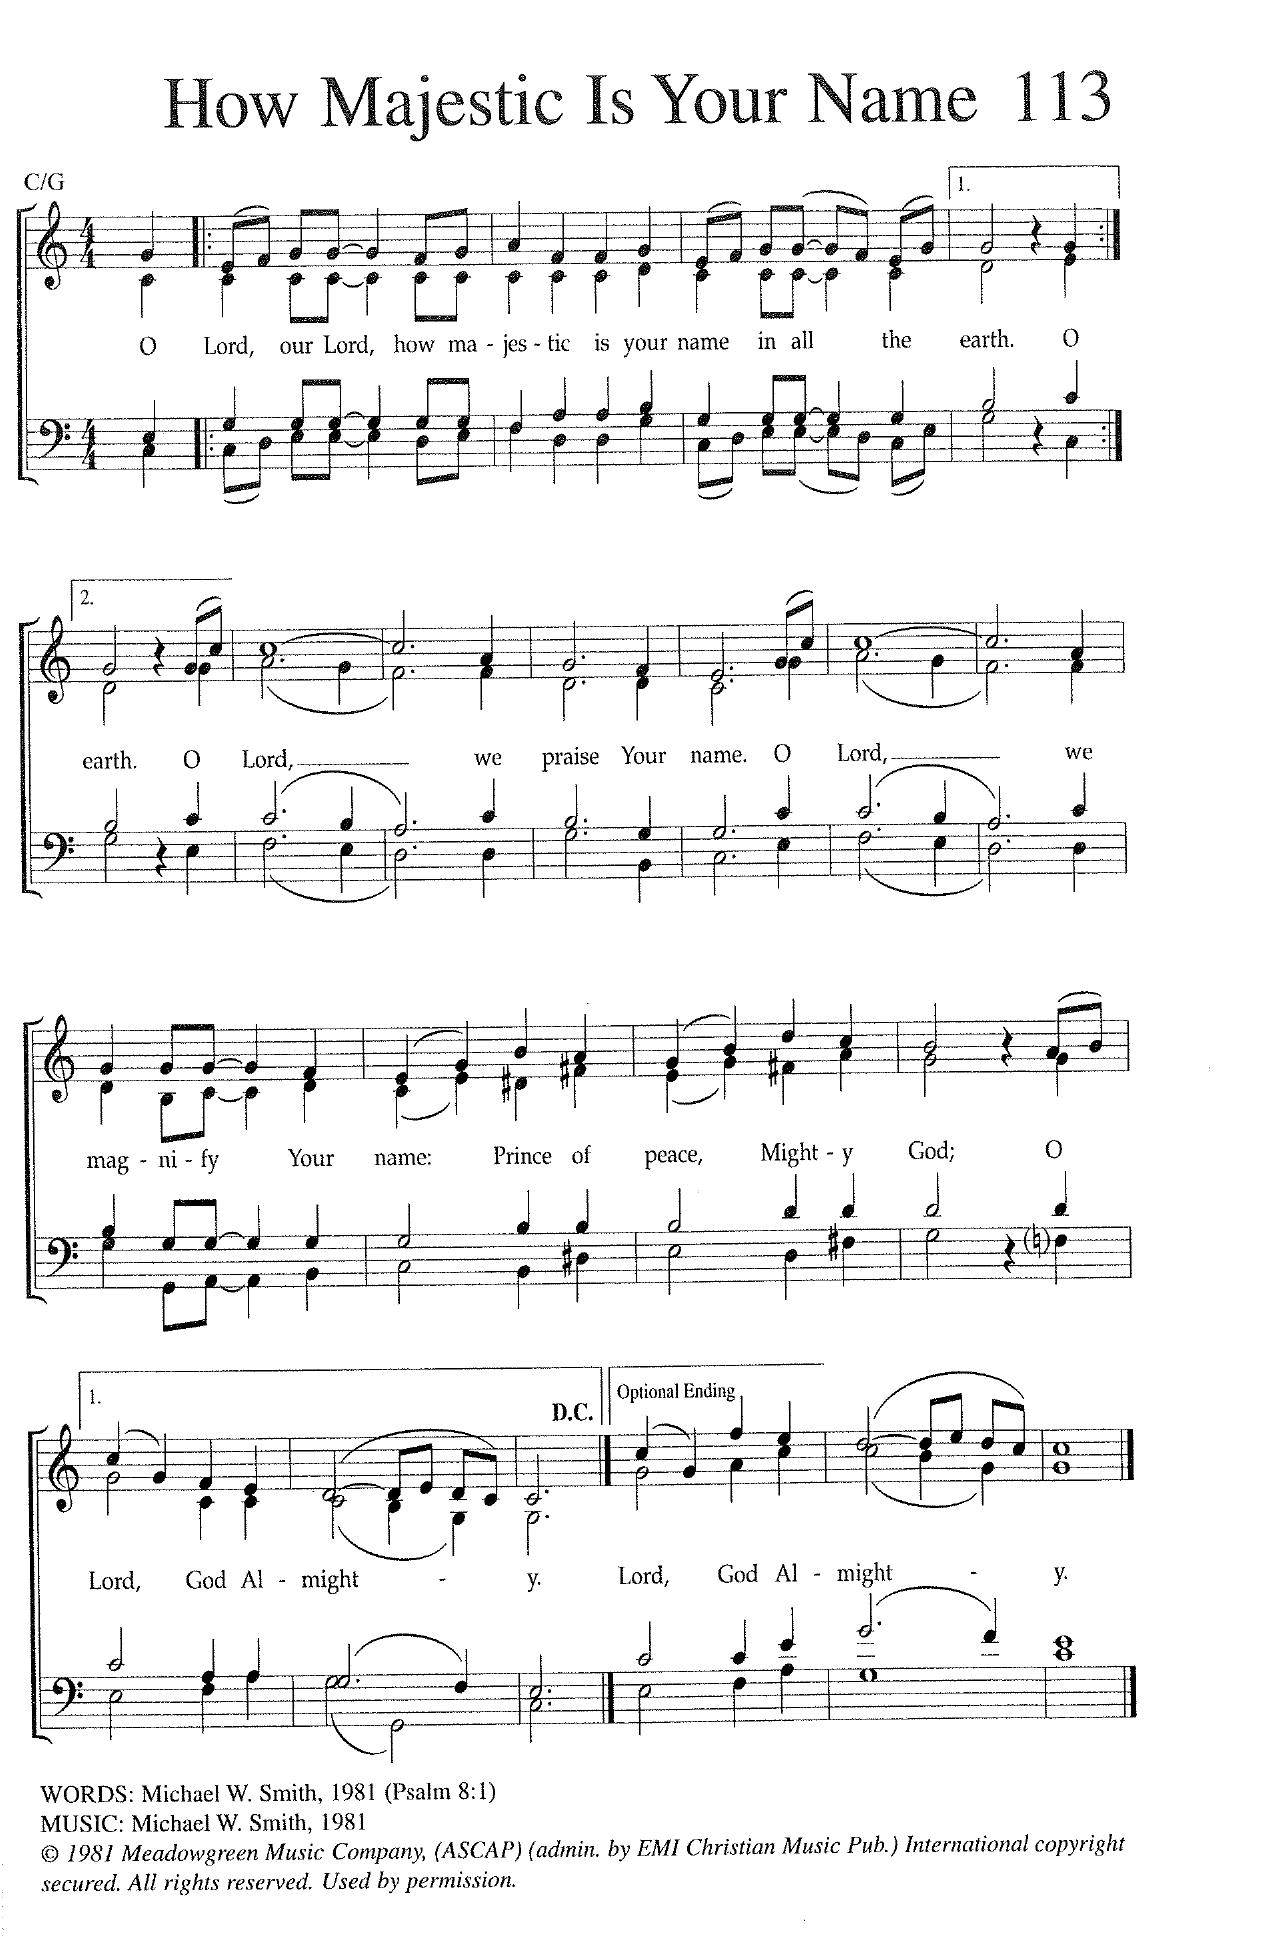 How Majestic Is Your Name 113
C/G
1.
O Lord, our Lord, how ma - jes - tic is your name in all the earth. O
2.
earth. O Lord, we praise Your name. O Lord, we
mag - ni - fy Your name: Prince of peace, Might - y God; O
1. D.C. Optional Ending
Lord, God Al - might - y. Lord, God Al - might - y.
WORDS: Michael W. Smith, 1981 (Psalm 8:1)
MUSIC: Michael W. Smith, 1981
© 1981 Meadowgreen Music Company, (ASCAP) (admin. by EMI Christian Music Pub.) International copyright
secured. All rights reserved. Used by permission.